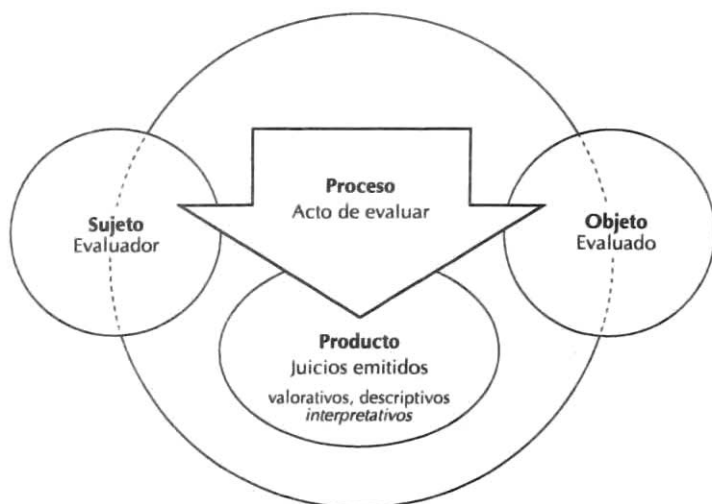 Proceso
Acto de evaluar
Sujeto
Evaluador
Objeto
Evaluado
Producto
Juicios emitidos
valorativos, descriptivos
interpretativos